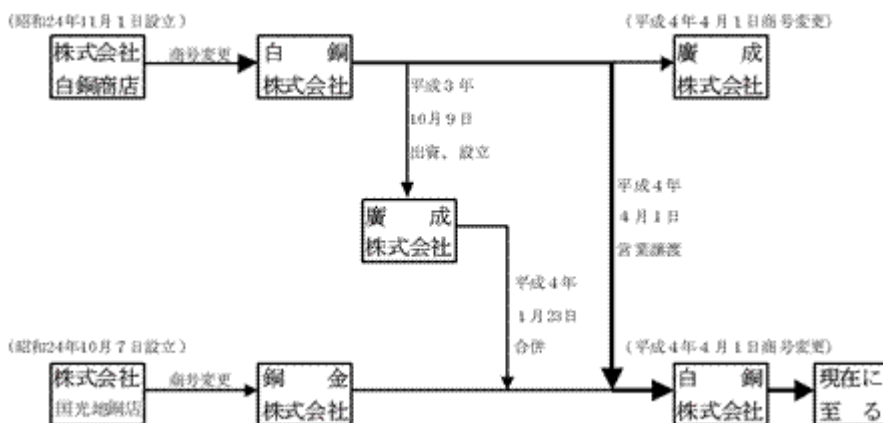 (昭和24年11月1日設立)
(平成4年4月1日商号変更)
株式会社
白銅商店
商号変更
白 銅
株式会社
廣 成
株式会社
平成3年
10月9日
出資、設立
廣 成
株式会社
平成4年
4月1日
営業譲渡
平成4年
1月23日
合併
(昭和24年10月7日設立)
(平成4年4月1日商号変更)
株式会社
国光地銅店
商号変更
銅 金
株式会社
白 銅
株式会社
現在に
至 る